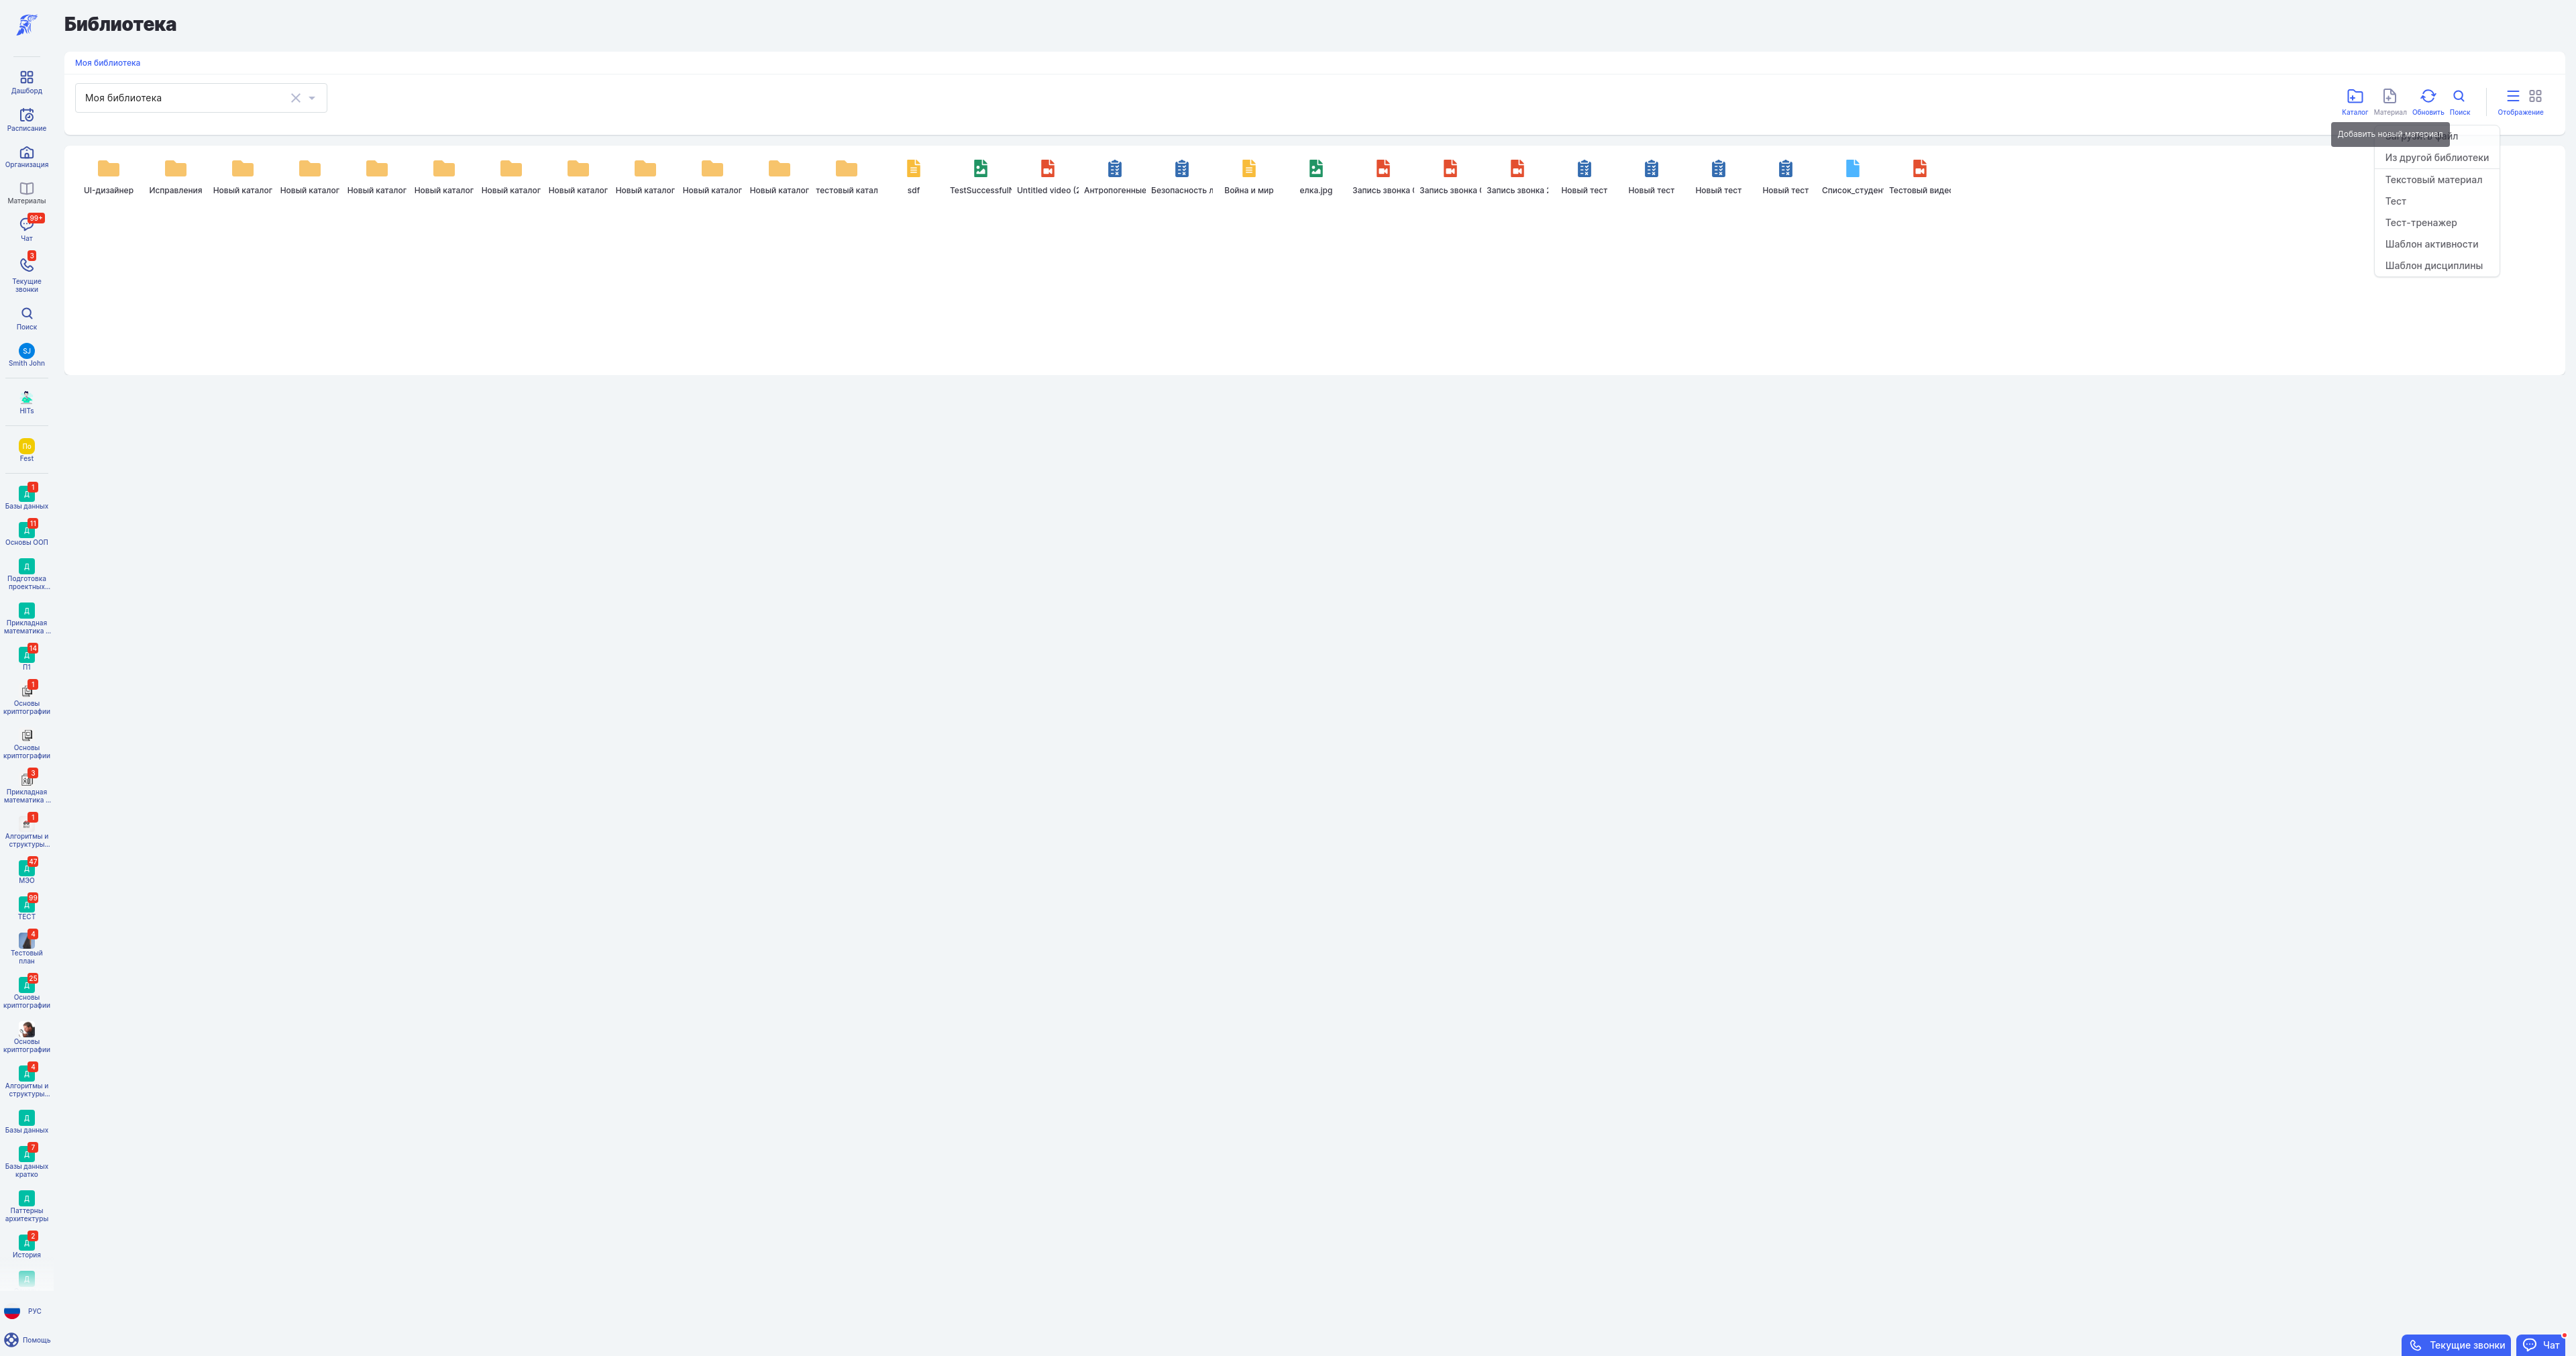 Библиотека
Моя библиотека
Моя библиотека
Каталог
Материал
Обновить
Поиск
Отображение
Добавить новый материал
Из другой библиотеки
Текстовый материал
Тест
Тест-тренажер
Шаблон активности
Шаблон дисциплины
UI-дизайнер
Исправления
Новый каталог
Новый каталог
Новый каталог
Новый каталог
Новый каталог
Новый каталог
Новый каталог
Новый каталог
Новый каталог
тестовый катал
sdf
TestSuccessfull
Untitled video (2
Антропогенные
Безопасность л
Война и мир
елка.jpg
Запись звонка (
Запись звонка (
Запись звонка 2
Новый тест
Новый тест
Новый тест
Новый тест
Список_студен
Тестовый видео
Дашборд
Расписание
Организация
Материалы
99+
Чат
3
Текущие
звонки
Поиск
SJ
Smith John
HITs
По
Fest
1
Д
Базы данных
11
Д
Основы ООП
Д
Подготовка
проектных...
Д
Прикладная
математика ...
14
Д
П1
1
Основы
криптографии
Основы
криптографии
3
Прикладная
математика ...
1
Алгоритмы и
структуры...
47
Д
МЭО
99
Д
ТЕСТ
4
Тестовый
план
25
Д
Основы
криптографии
Основы
криптографии
4
Д
Алгоритмы и
структуры...
Д
Базы данных
7
Д
Базы данных
кратко
Д
Паттерны
архитектуры
2
Д
История
Д
РУС
Помощь
Текущие звонки
Чат